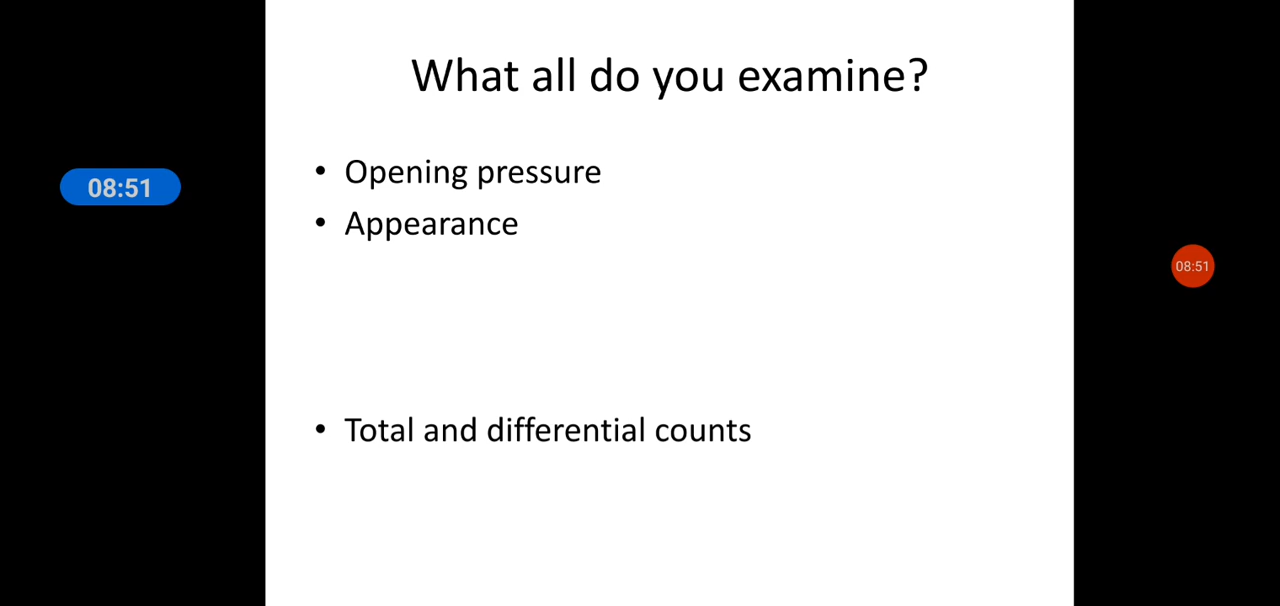 What all do you examine?
• Opening pressure
• Appearance
• Total and differential counts
08:51
08:51